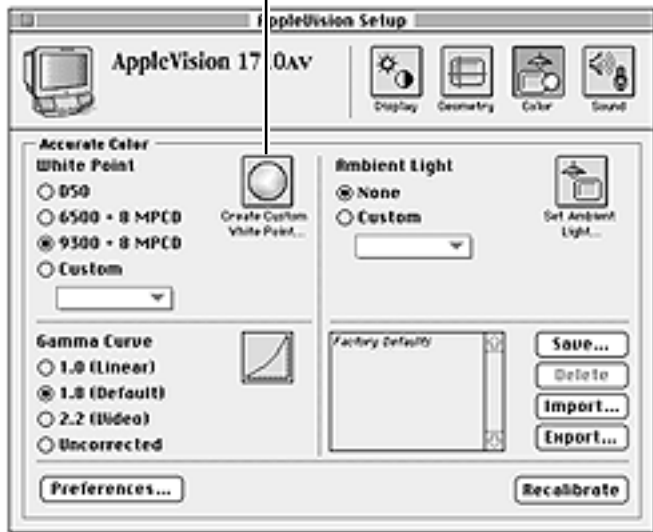 AppleVision Setup
AppleVision 1710AV
Display
Geometry
Color
Sound
Accurate Color
White Point
D50
6500 + 8 MPCD
9300 + 8 MPCD
Custom
Create Custom
White Point...
Ambient Light
None
Custom
Set Ambient
Light...
Gamma Curve
1.0 (Linear)
1.8 (Default)
2.2 (Video)
Uncorrected
Factory Defaults
Save...
Delete
Import...
Export...
Preferences...
Recalibrate